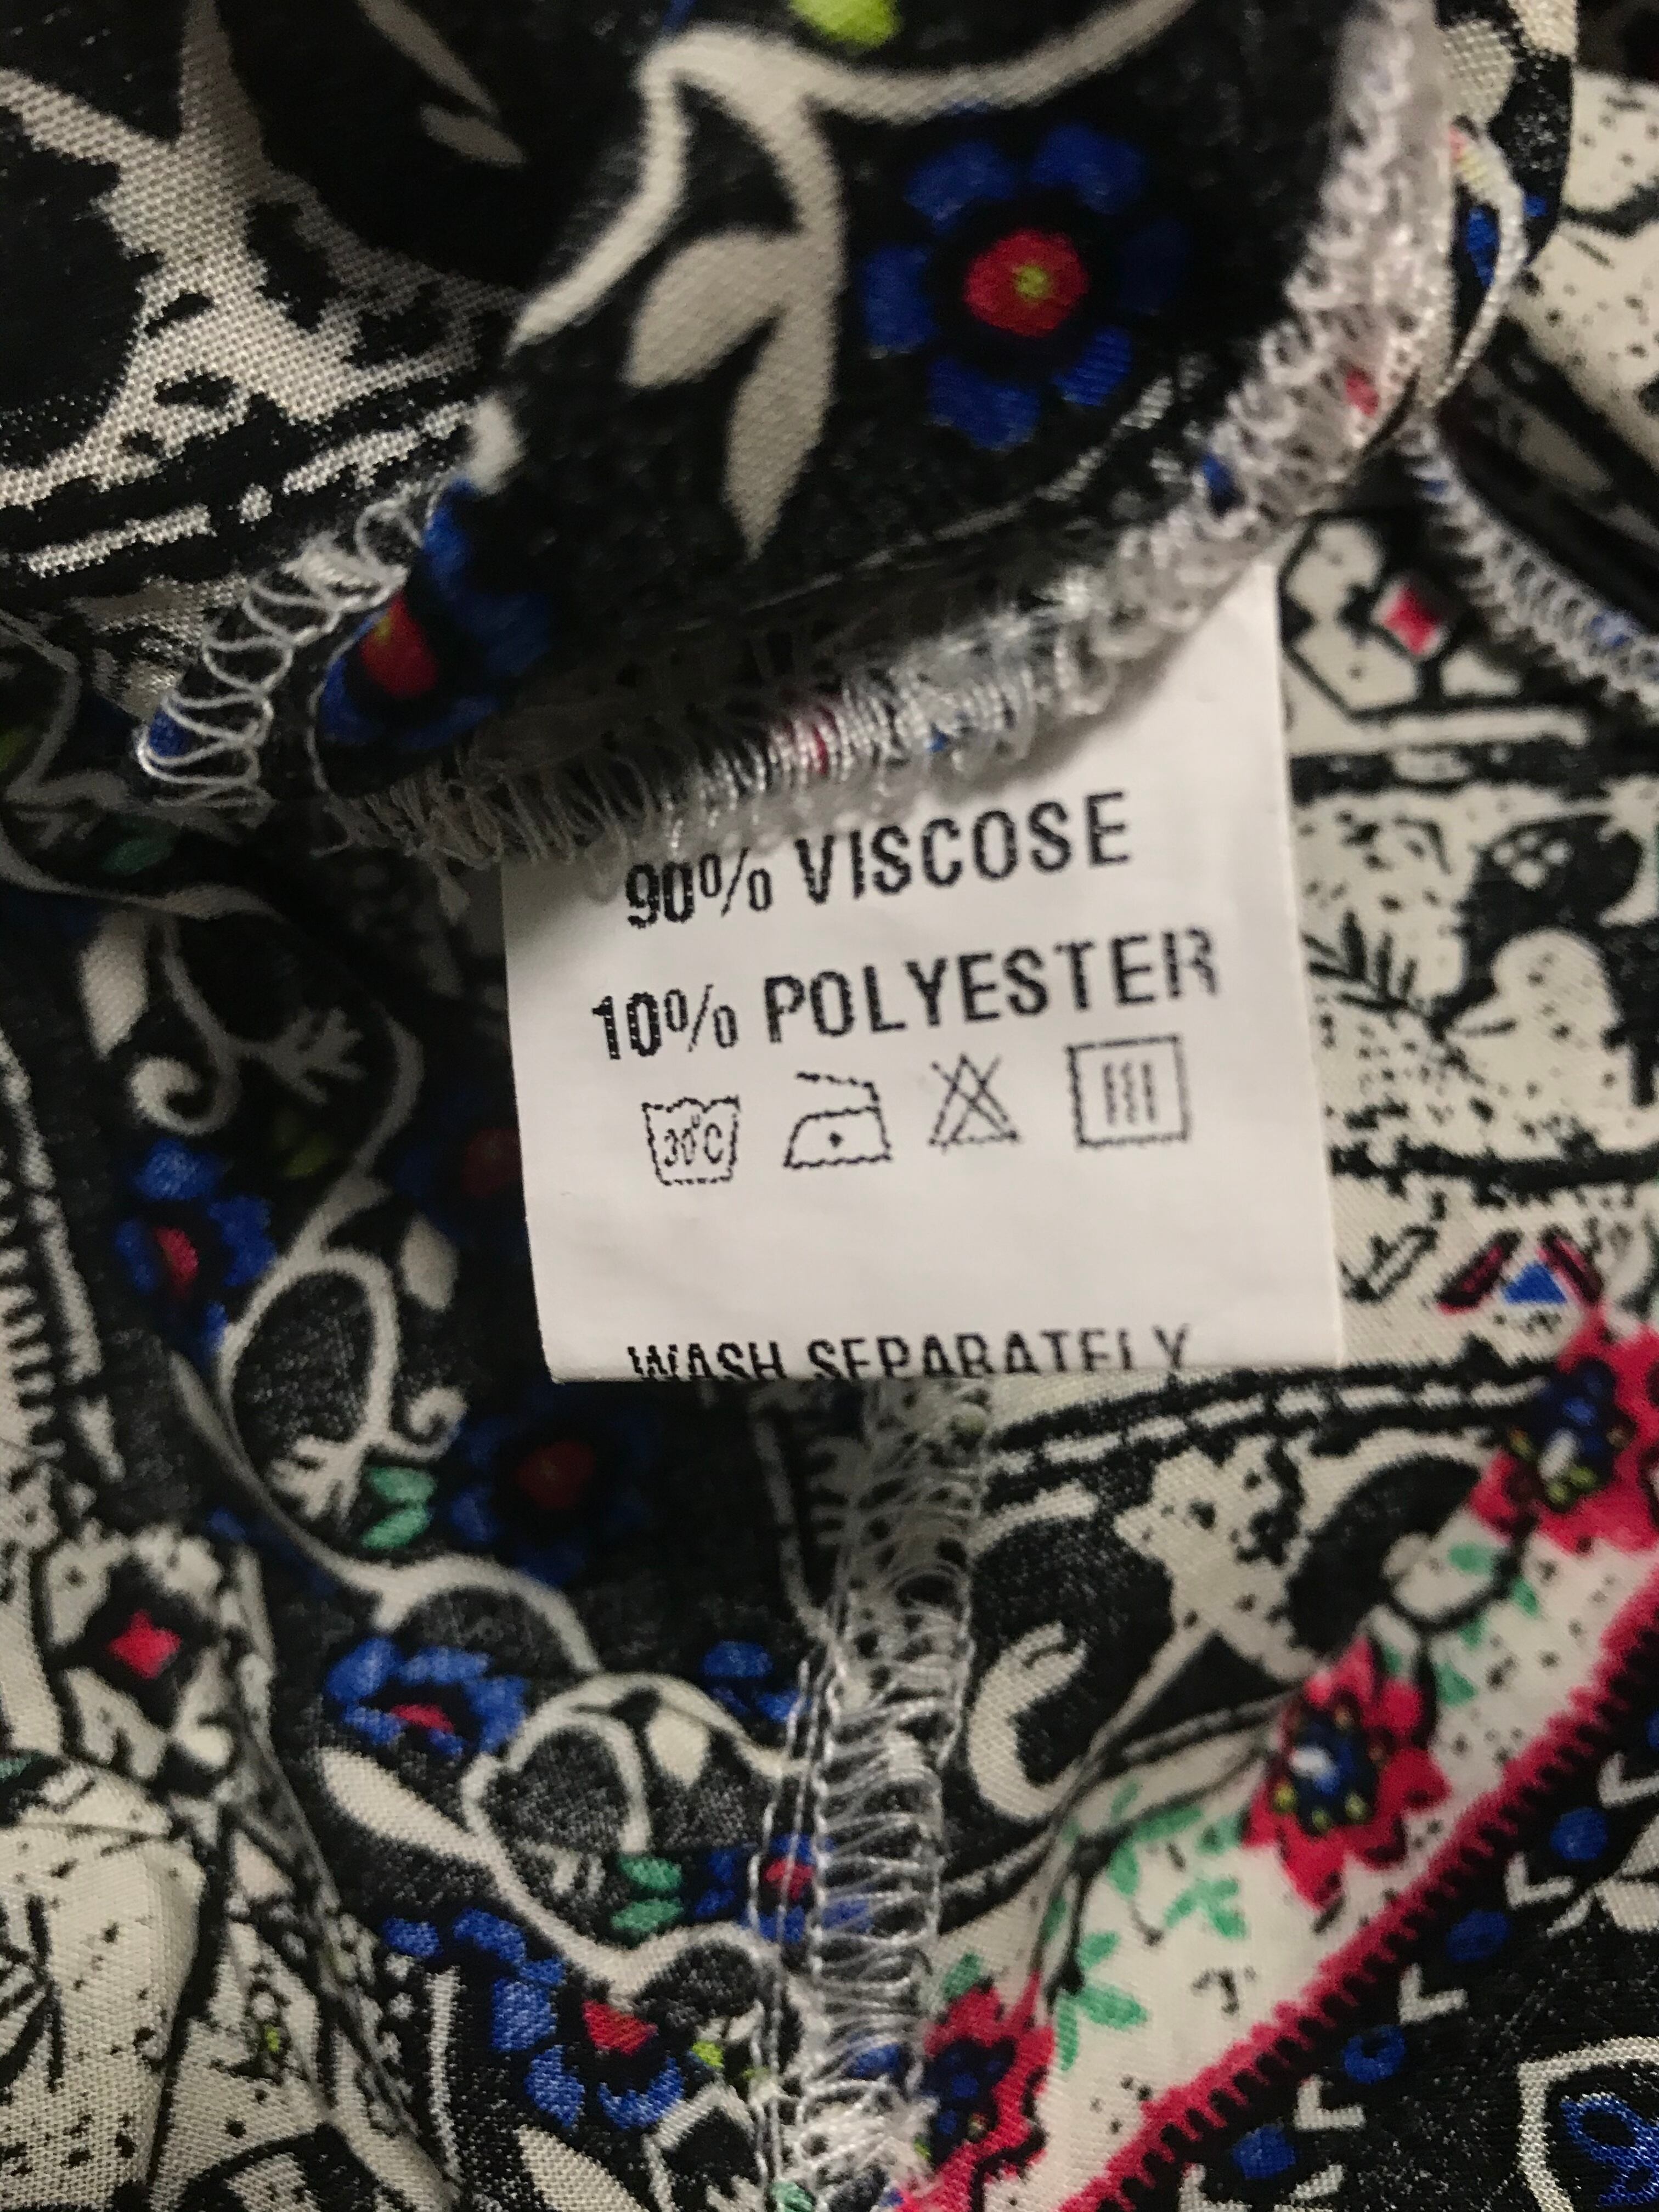 90% VISCOSE
10% POLYESTER
30°C
WASH SEPARATELY